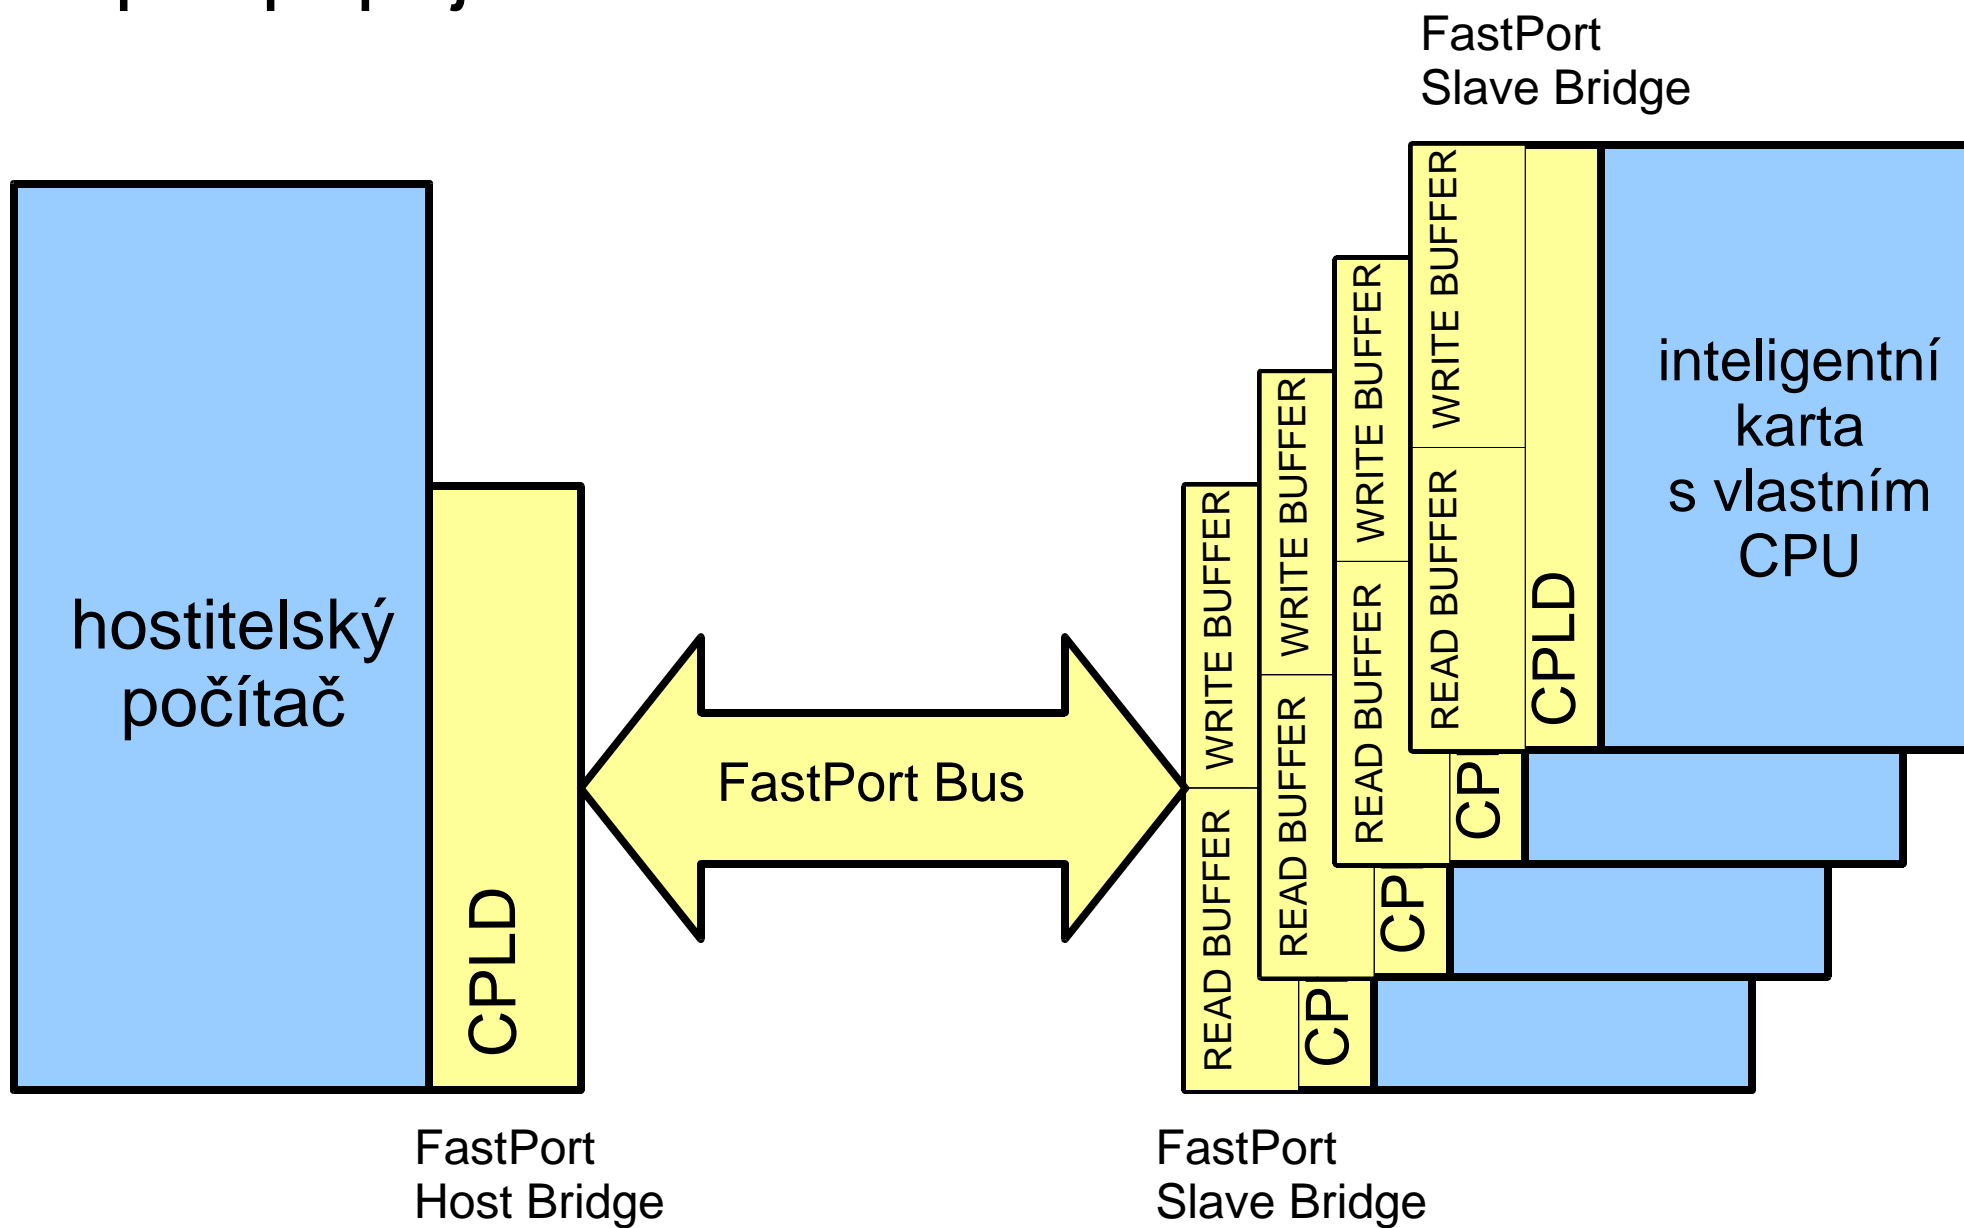 FastPort
Slave Bridge
WRITE BUFFER
READ BUFFER
CPLD
inteligentní
karta
s vlastním
CPU
WRITE BUFFER
READ BUFFER
CP
WRITE BUFFER
READ BUFFER
CP
WRITE BUFFER
READ BUFFER
CP
hostitelský
počítač
CPLD
FastPort Bus
FastPort
Host Bridge
FastPort
Slave Bridge